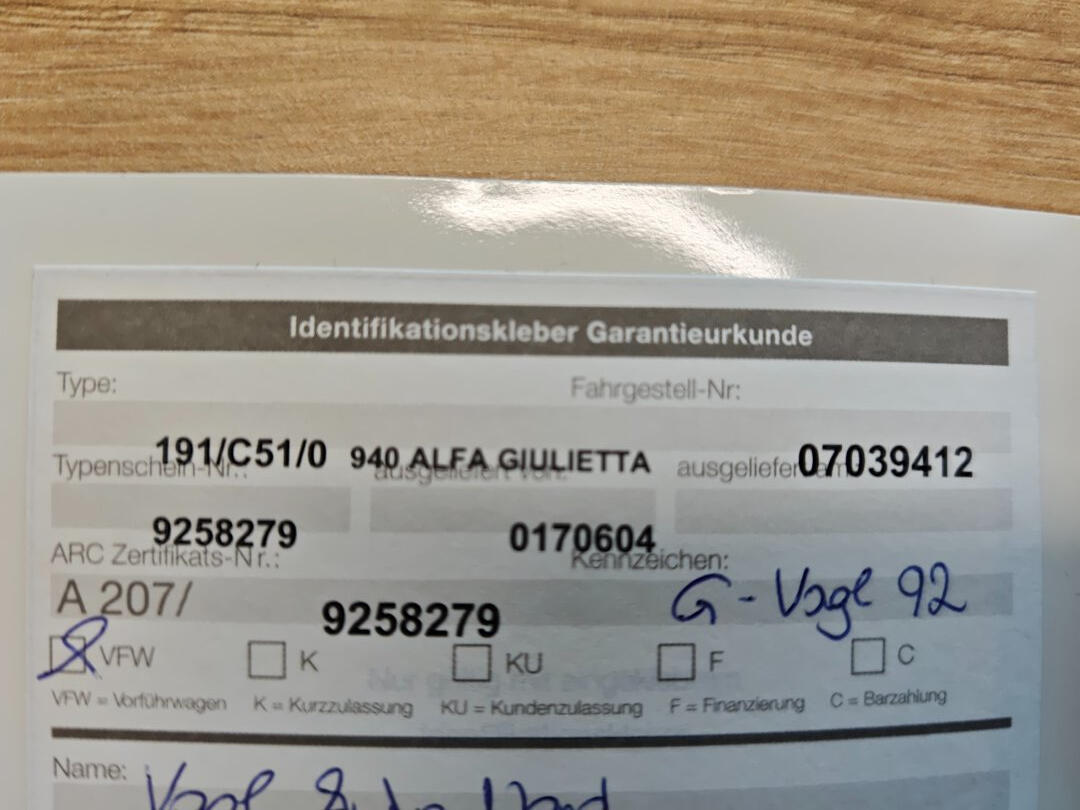 Identifikationskleber Garantieurkunde
Type: Fahrgestell-Nr:
191/C51/0 940 ALFA GIULIETTA 07039412
Typenschein-Nr.: ausgeliefert von: ausgeliefert am:
9258279 0170604
ARC Zertifikats-Nr.: Kennzeichen:
A 207/ 9258279 G - Vogl 92
VFW K KU F C
VFW = Vorführwagen K = Kurzzulassung KU = Kundenzulassung F = Finanzierung C = Barzahlung
Name: Vogl